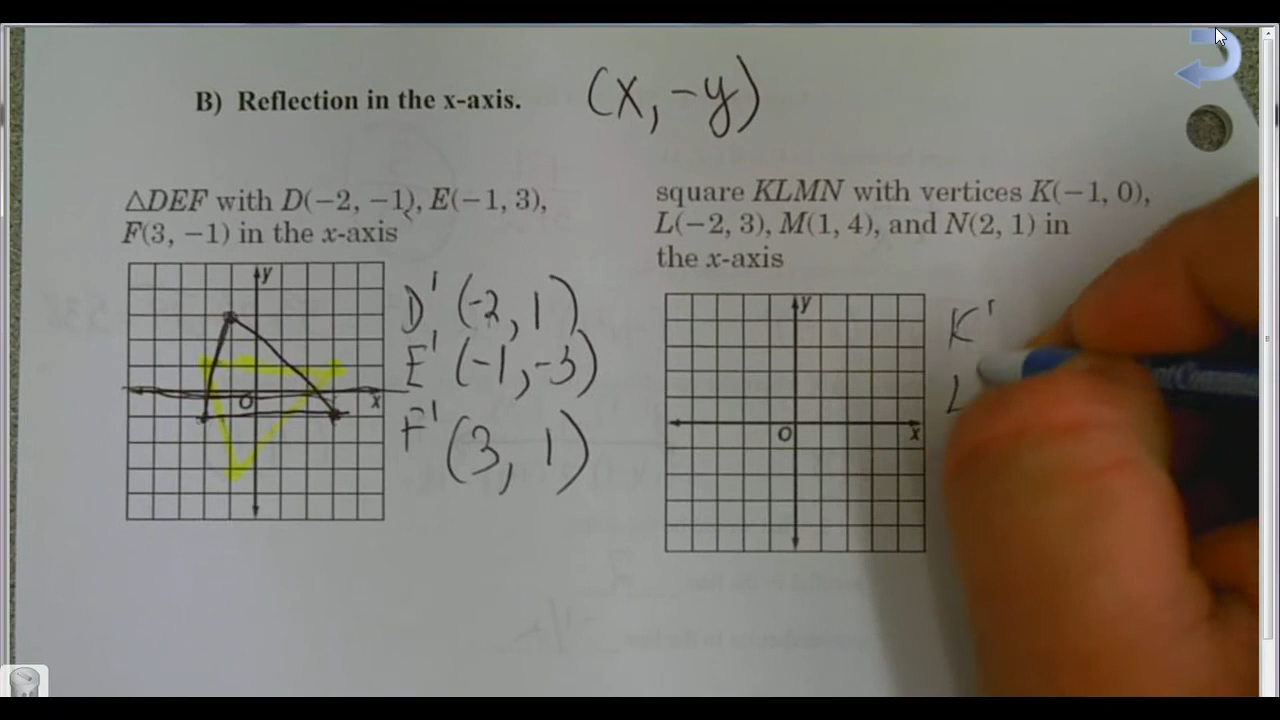 B) Reflection in the x-axis. (x, -y)
△DEF with D(−2, −1), E(−1, 3),
F(3, −1) in the x-axis
y
O
x
D' (-2, 1)
E' (-1, -3)
F' (3, 1)
square KLMN with vertices K(−1, 0),
L(−2, 3), M(1, 4), and N(2, 1) in
the x-axis
y
O
x
K'
L